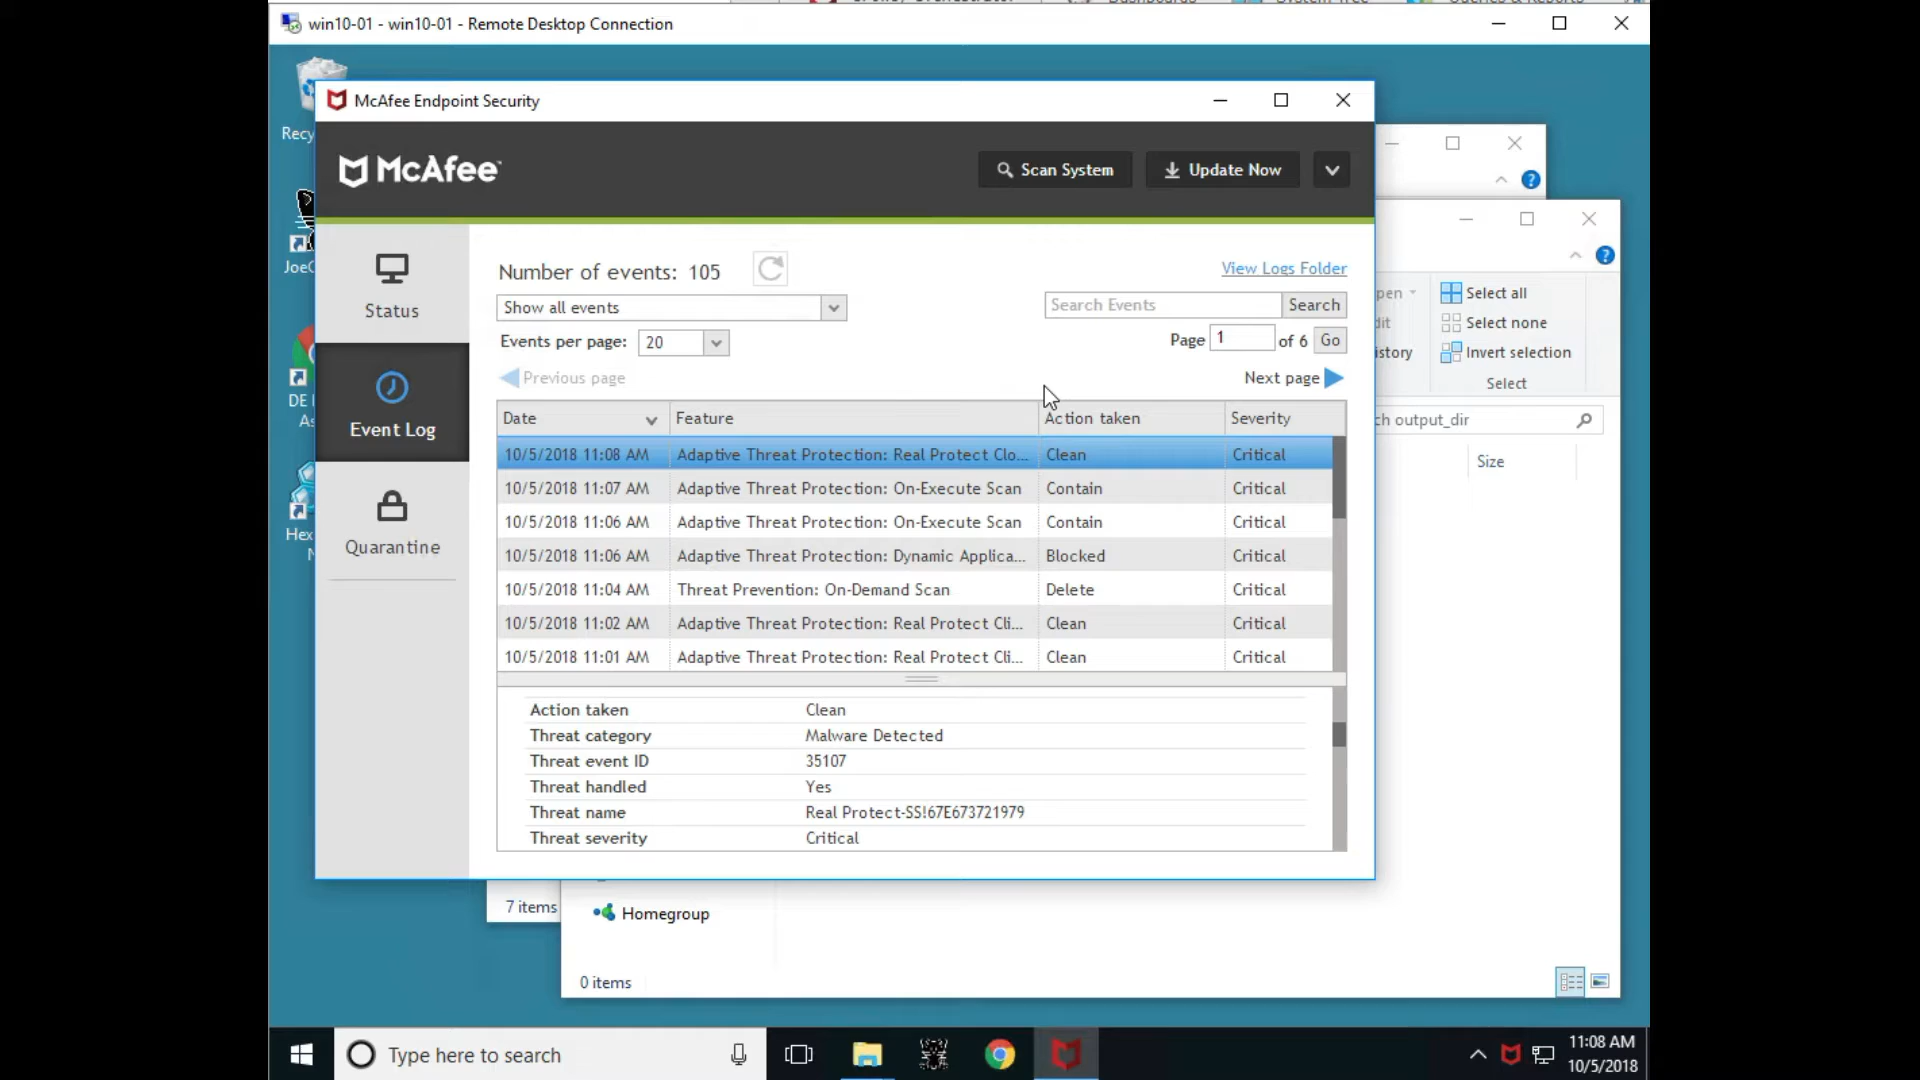 win10-01 - win10-01 - Remote Desktop Connection
McAfee Endpoint Security
McAfee
Scan System
Update Now
Status
Event Log
Quarantine
Number of events: 105
View Logs Folder
Show all events
Search Events
Search
Events per page: 20
Page 1 of 6 Go
Previous page
Next page
Date Feature Action taken Severity
10/5/2018 11:08 AM Adaptive Threat Protection: Real Protect Clo... Clean Critical
10/5/2018 11:07 AM Adaptive Threat Protection: On-Execute Scan Contain Critical
10/5/2018 11:06 AM Adaptive Threat Protection: On-Execute Scan Contain Critical
10/5/2018 11:06 AM Adaptive Threat Protection: Dynamic Applica... Blocked Critical
10/5/2018 11:04 AM Threat Prevention: On-Demand Scan Delete Critical
10/5/2018 11:02 AM Adaptive Threat Protection: Real Protect Cli... Clean Critical
10/5/2018 11:01 AM Adaptive Threat Protection: Real Protect Cli... Clean Critical
Action taken Clean
Threat category Malware Detected
Threat event ID 35107
Threat handled Yes
Threat name Real Protect-SS!67E673721979
Threat severity Critical
Recy
Joe
DE
As
Hex
N
pen
Select all
dit
Select none
istory
Invert selection
Select
ch output_dir
Size
7 items
Homegroup
0 items
Type here to search
11:08 AM
10/5/2018